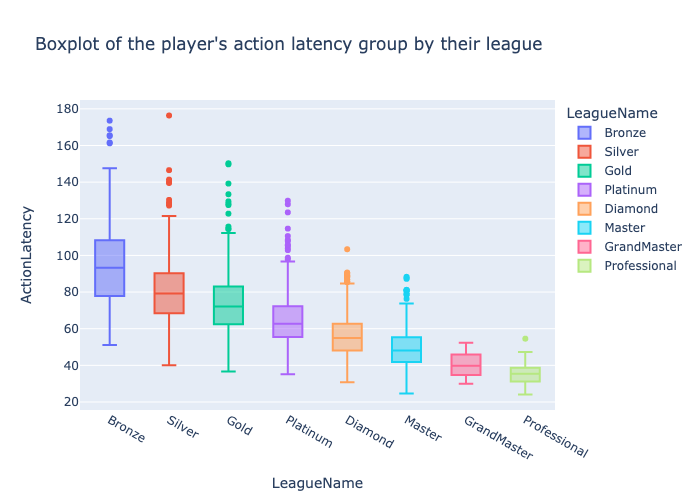 Boxplot of the player's action latency group by their league
LeagueName
Bronze
Silver
Gold
Platinum
Diamond
Master
GrandMaster
Professional
ActionLatency
180
160
140
120
100
80
60
40
20
Bronze
Silver
Gold
Platinum
Diamond
Master
GrandMaster
Professional
LeagueName